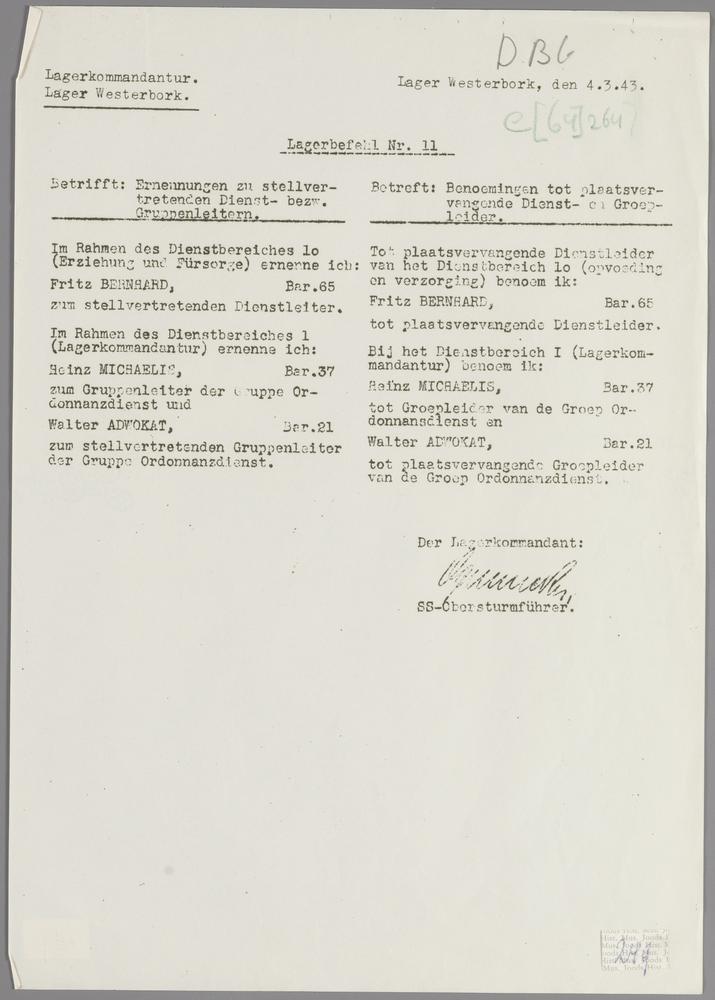 DBG
Lagerkommandantur.
Lager Westerbork.
Lager Westerbork, den 4.3.43.
e[64]264
Lagerbefehl Nr. 11
Betrifft: Ernennungen zu stellver-
tretenden Dienst- bezw.
Gruppenleitern.
Im Rahmen des Dienstbereiches lo
(Erziehung und Fürsorge) ernenne ich:
Fritz BERNHARD, Bar.65
zum stellvertretenden Dienstleiter.
Im Rahmen des Dienstbereiches l
(Lagerkommandantur) ernenne ich:
Heinz MICHAELIS, Bar.37
zum Gruppenleiter der Gruppe Or-
donnanzdienst und
Walter ADWOKAT, Bar.21
zum stellvertretenden Gruppenleiter
der Gruppe Ordonnanzdienst.
Betreft: Benoemingen tot plaatsver-
vangende Dienst- en Groep-
leider.
Tot plaatsvervangende Dienstleider
van het Dienstbereich lo (opvoeding
en verzorging) benoem ik:
Fritz BERNHARD, Bar.65
tot plaatsvervangende Dienstleider.
Bij het Dienstbereich I (Lagerkom-
mandantur) benoem ik:
Heinz MICHAELIS, Bar.37
tot Groepleider van de Groep Or-
donnansdienst en
Walter ADWOKAT, Bar.21
tot plaatsvervangende Groepleider
van de Groep Ordonnanzdienst.
Der Lagerkommandant:
SS-Obersturmführer.